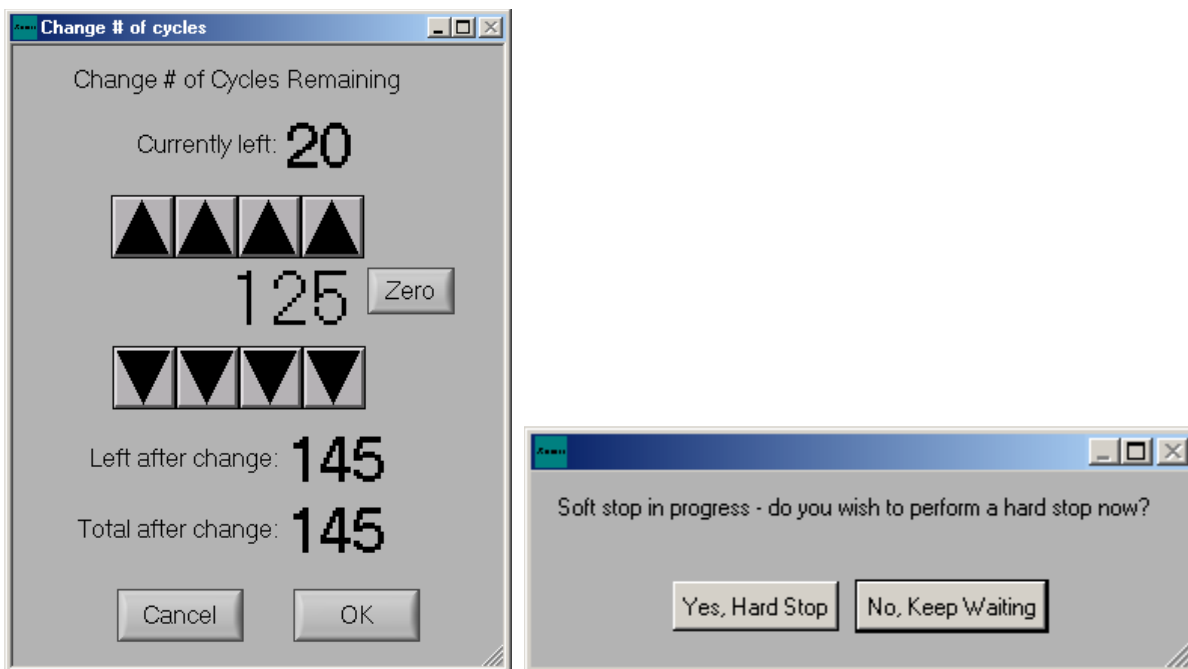 Change # of cycles
Change # of Cycles Remaining
Currently left: 20
125 Zero
Left after change: 145
Total after change: 145
Cancel OK
Soft stop in progress - do you wish to perform a hard stop now?
Yes, Hard Stop No, Keep Waiting